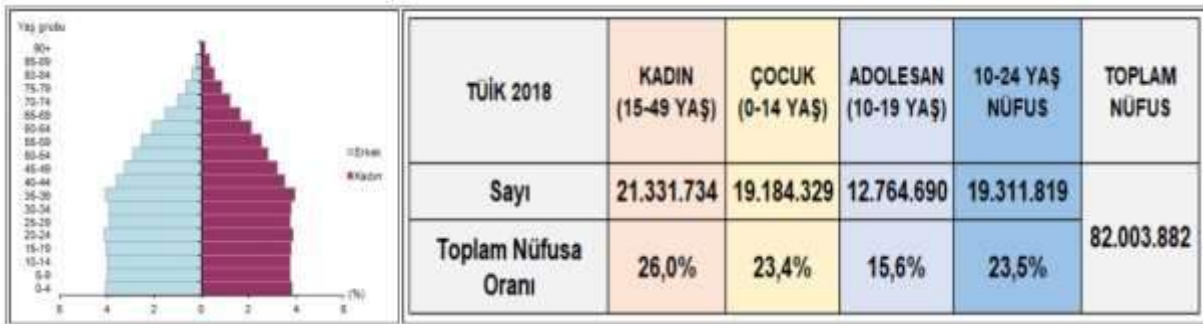 Yaş grubu
90+
85-89
80-84
75-79
70-74
65-69
60-64
55-59
50-54
45-49
40-44
35-39
30-34
25-29
20-24
15-19
10-14
5-9
0-4
6 4 2 0 2 4 6
(%)
Erkek
Kadın
TÜİK 2018
KADIN
(15-49 YAŞ)
ÇOCUK
(0-14 YAŞ)
ADOLESAN
(10-19 YAŞ)
10-24 YAŞ
NÜFUS
TOPLAM
NÜFUS
Sayı
21.331.734
19.184.329
12.764.690
19.311.819
82.003.882
Toplam Nüfusa
Oranı
26,0%
23,4%
15,6%
23,5%